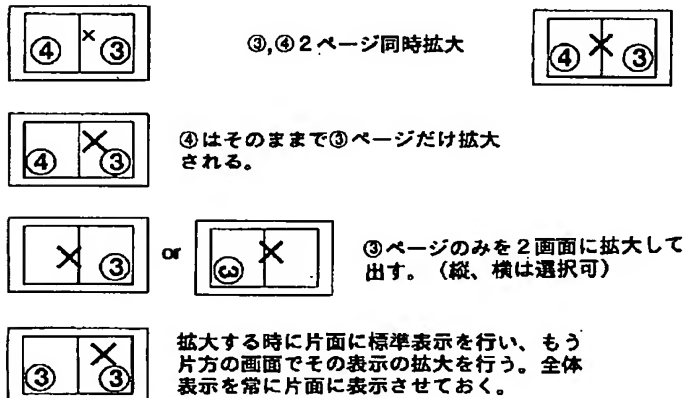 ④ × ③
③,④２ページ同時拡大
④ × ③
④ × ③
④はそのままで③ページだけ拡大
される。
× ③
or
③ ×
③ページのみを２画面に拡大して
出す。（縦、横は選択可）
③ × ③
拡大する時に片面に標準表示を行い、もう
片方の画面でその表示の拡大を行う。全体
表示を常に片面に表示させておく。